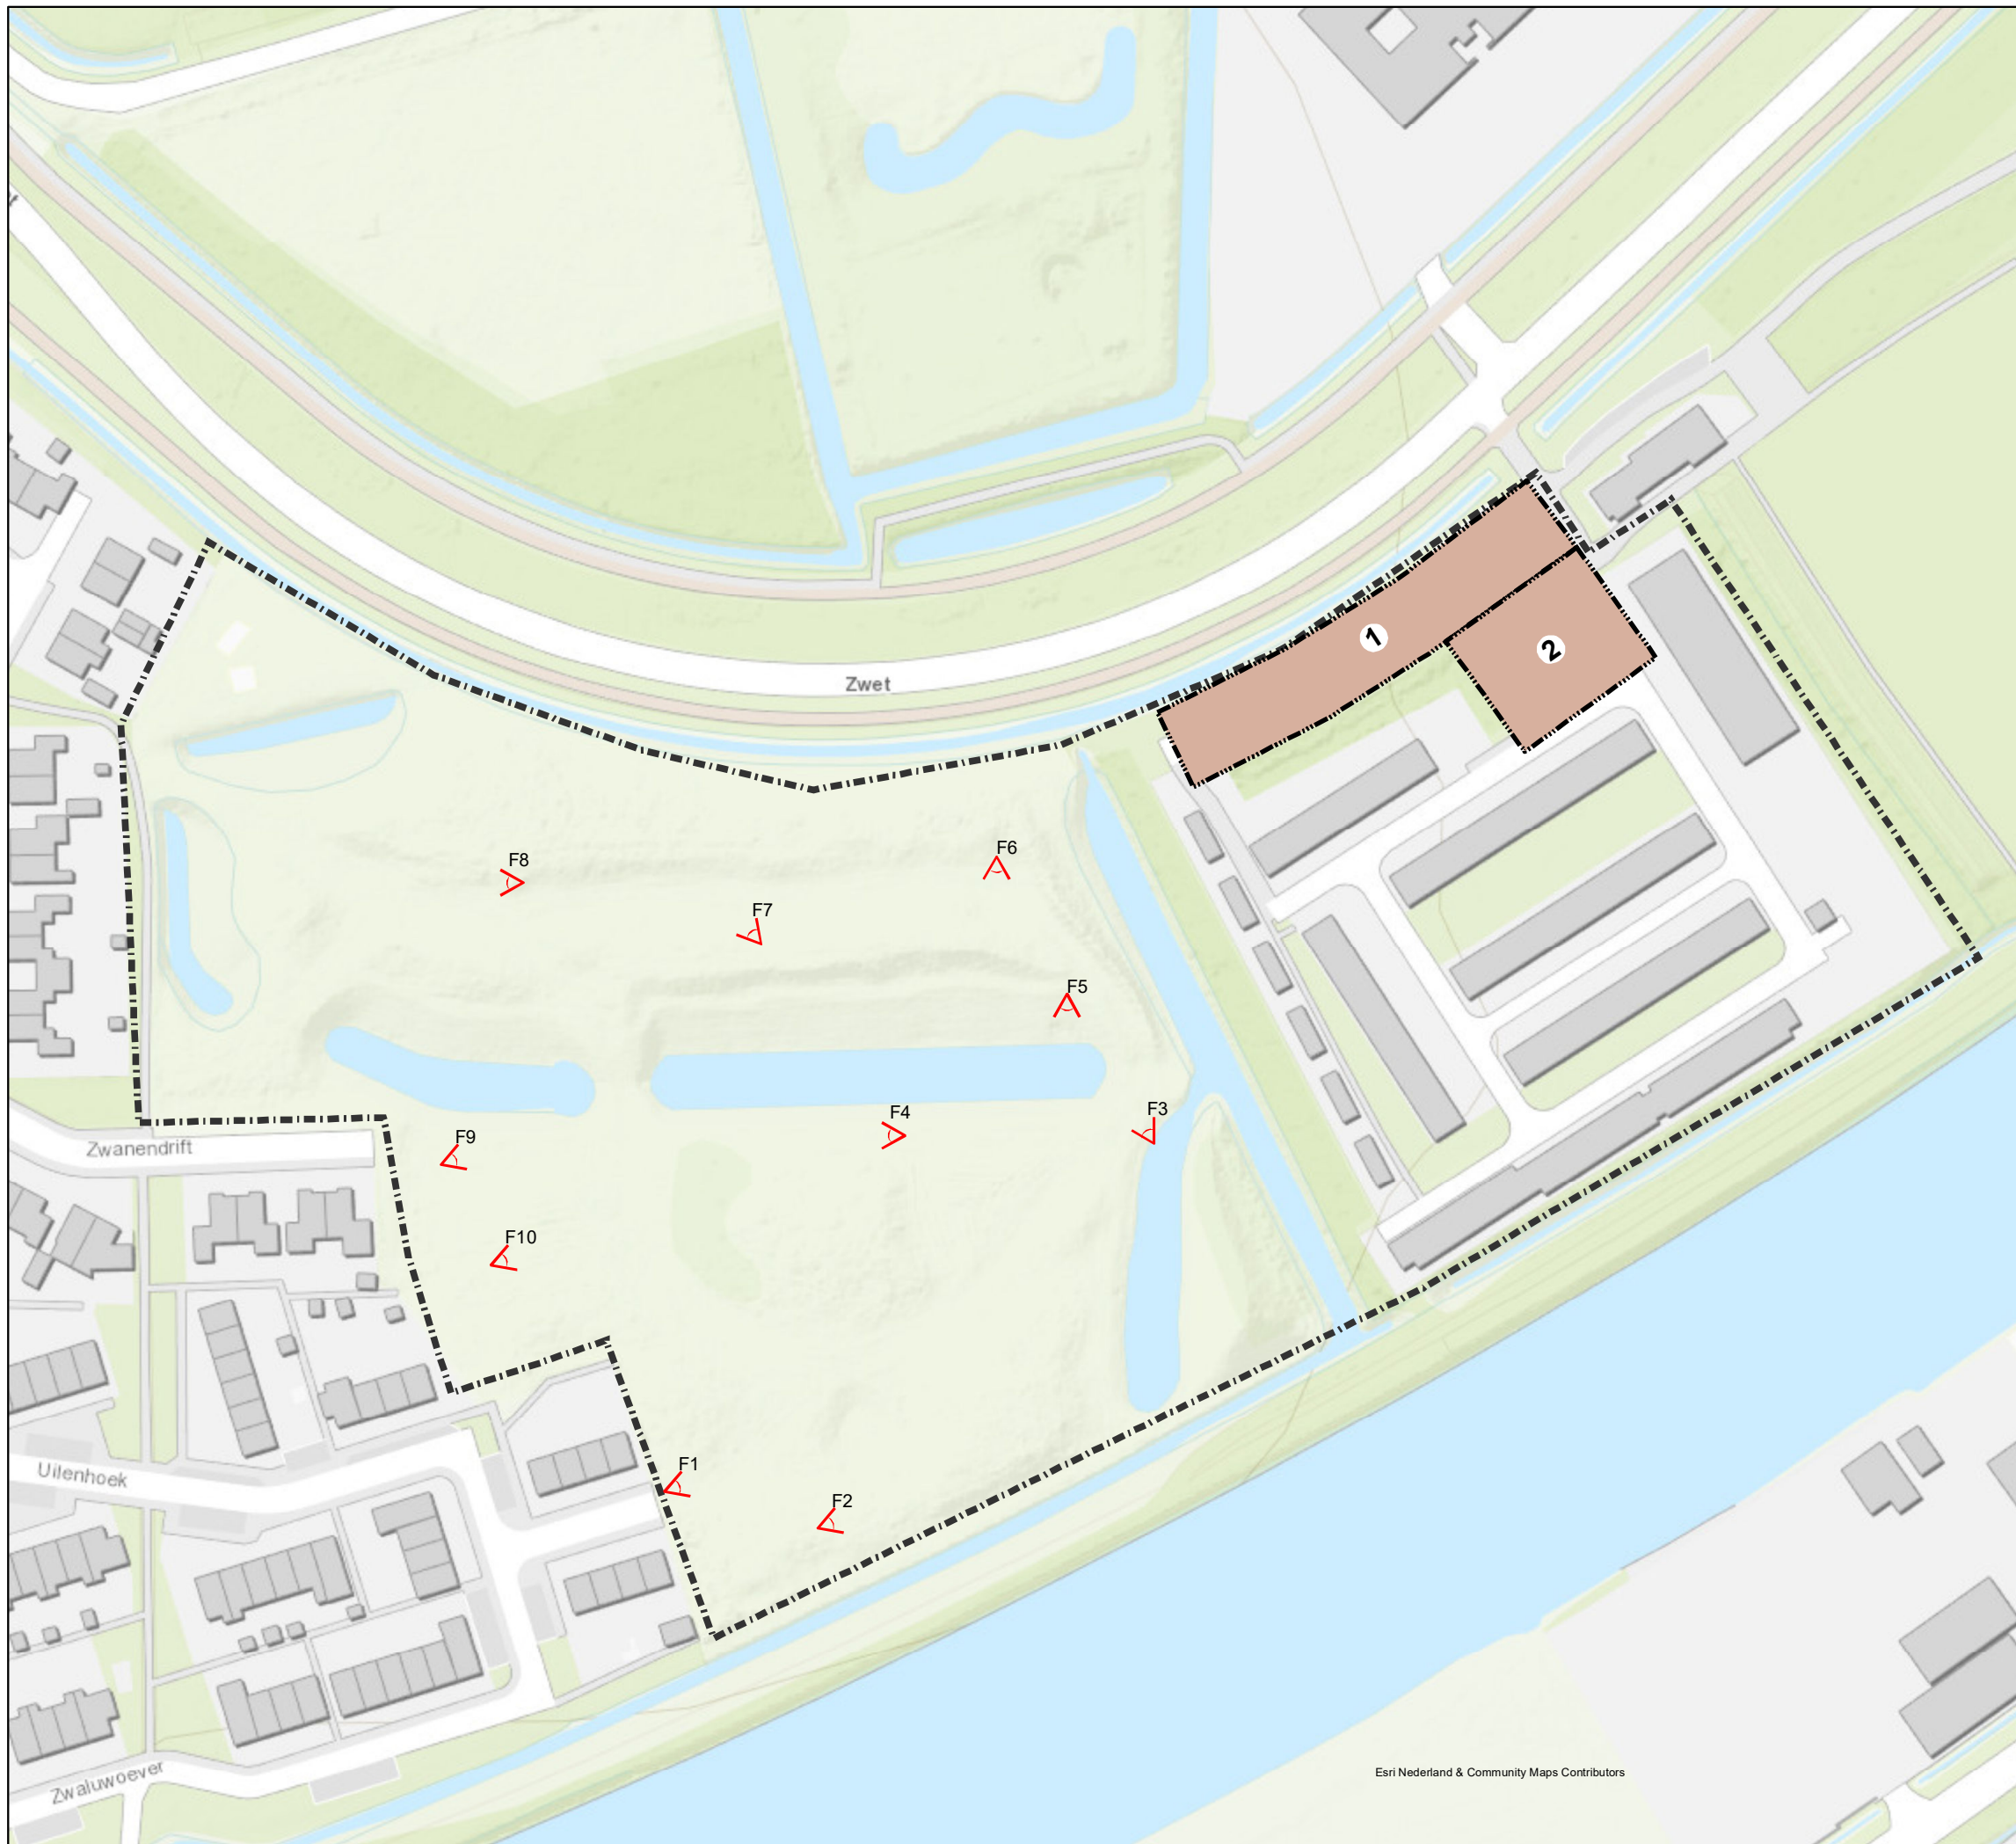 Zwet
1
2
F8
F6
F7
F5
F4
F3
F9
Zwanendrift
F10
F1
Uilenhoek
F2
Zwaluwoever
Esri Nederland & Community Maps Contributors